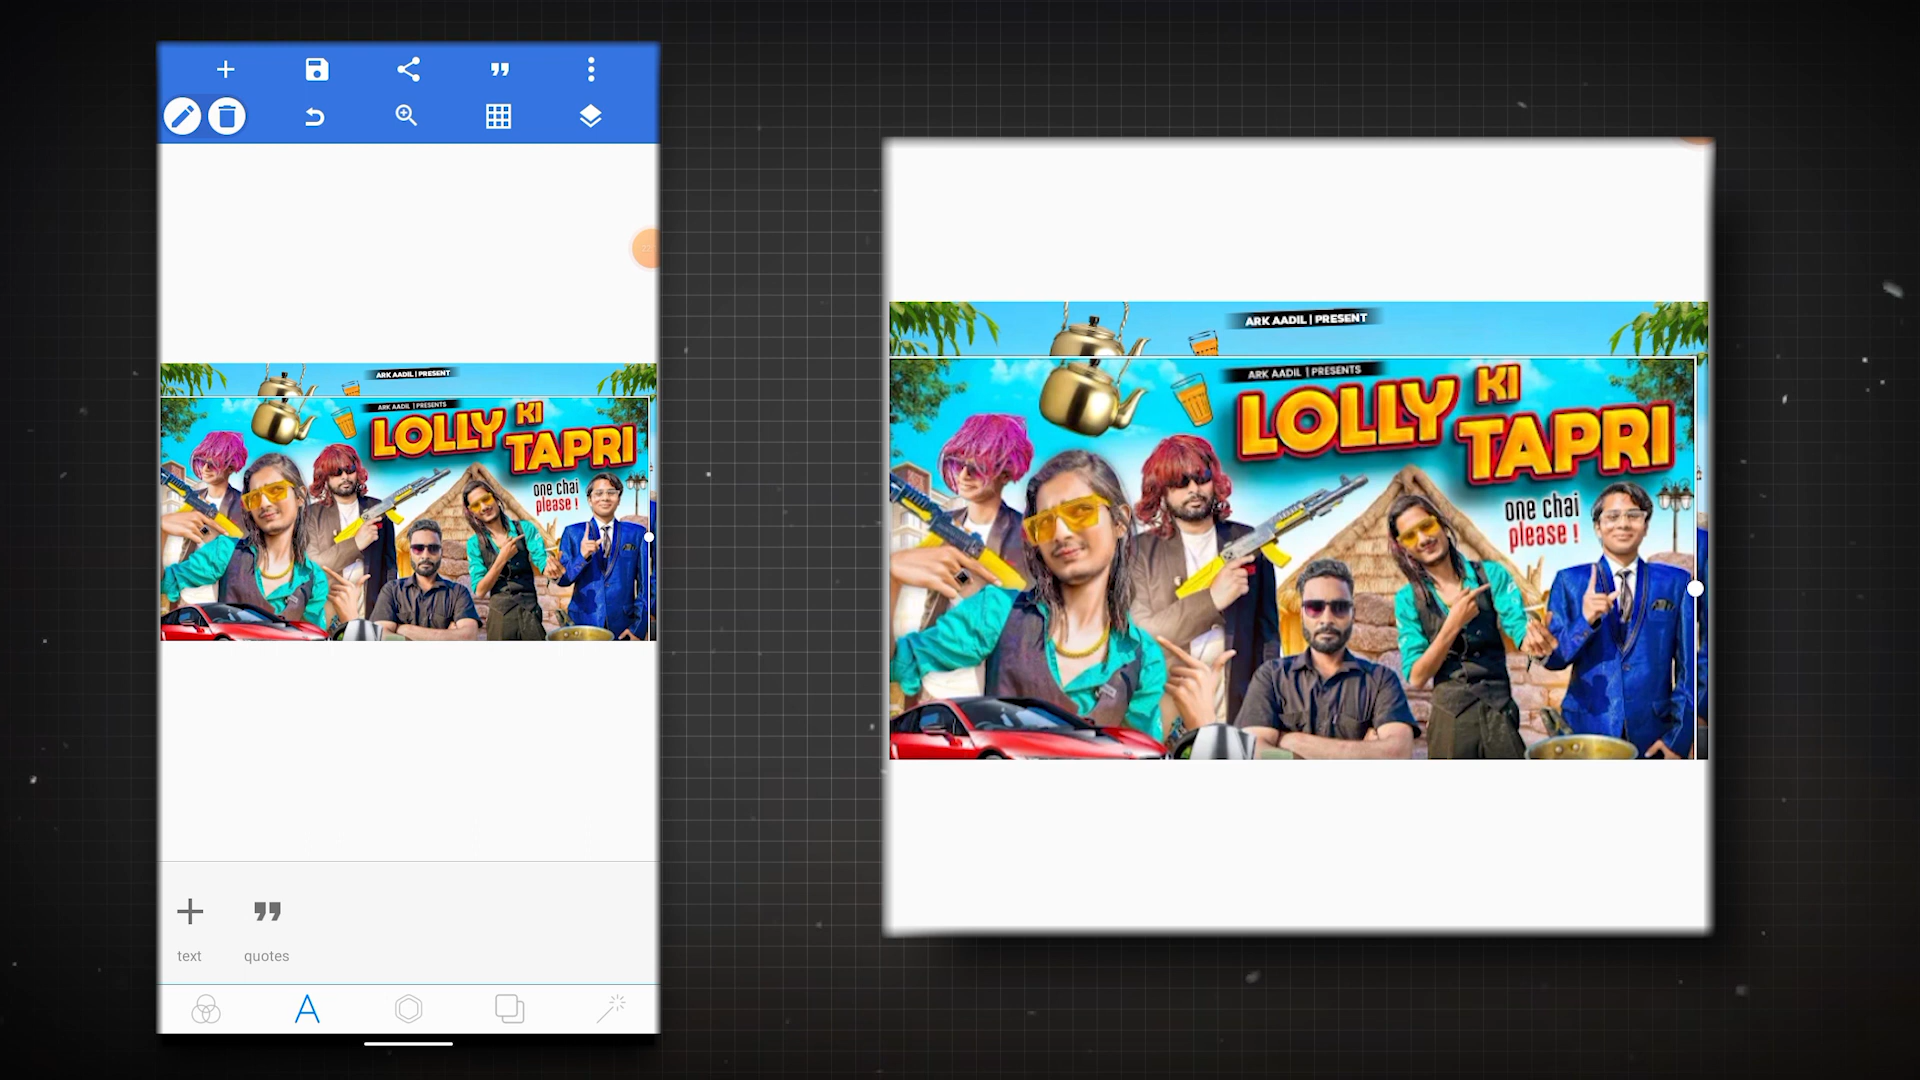 ARK AADIL | PRESENT
ARK AADIL | PRESENTS
LOLLY KI
TAPRI
one chai
please !
text
quotes
ARK AADIL | PRESENT
ARK AADIL | PRESENTS
LOLLY KI
TAPRI
one chai
please !